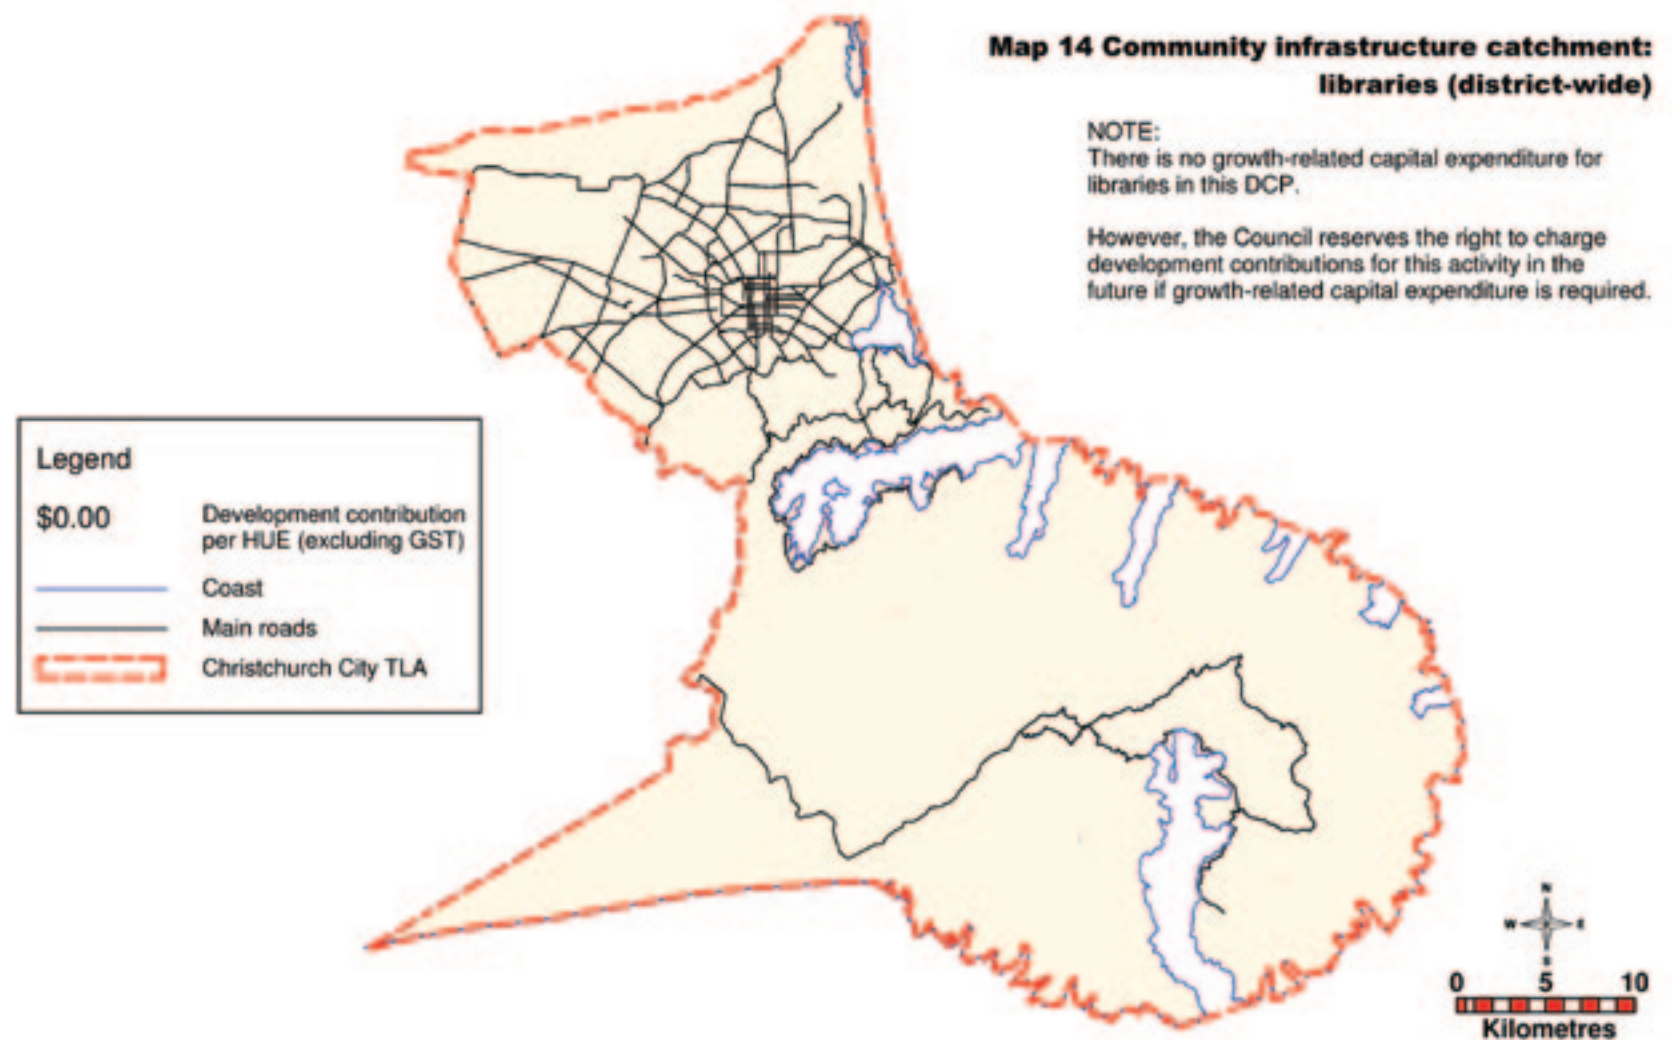 Map 14 Community infrastructure catchment:
libraries (district-wide)
NOTE:
There is no growth-related capital expenditure for
libraries in this DCP.
However, the Council reserves the right to charge
development contributions for this activity in the
future if growth-related capital expenditure is required.
Legend
$0.00 Development contribution
per HUE (excluding GST)
Coast
Main roads
Christchurch City TLA
N
W E
S
0 5 10
Kilometres